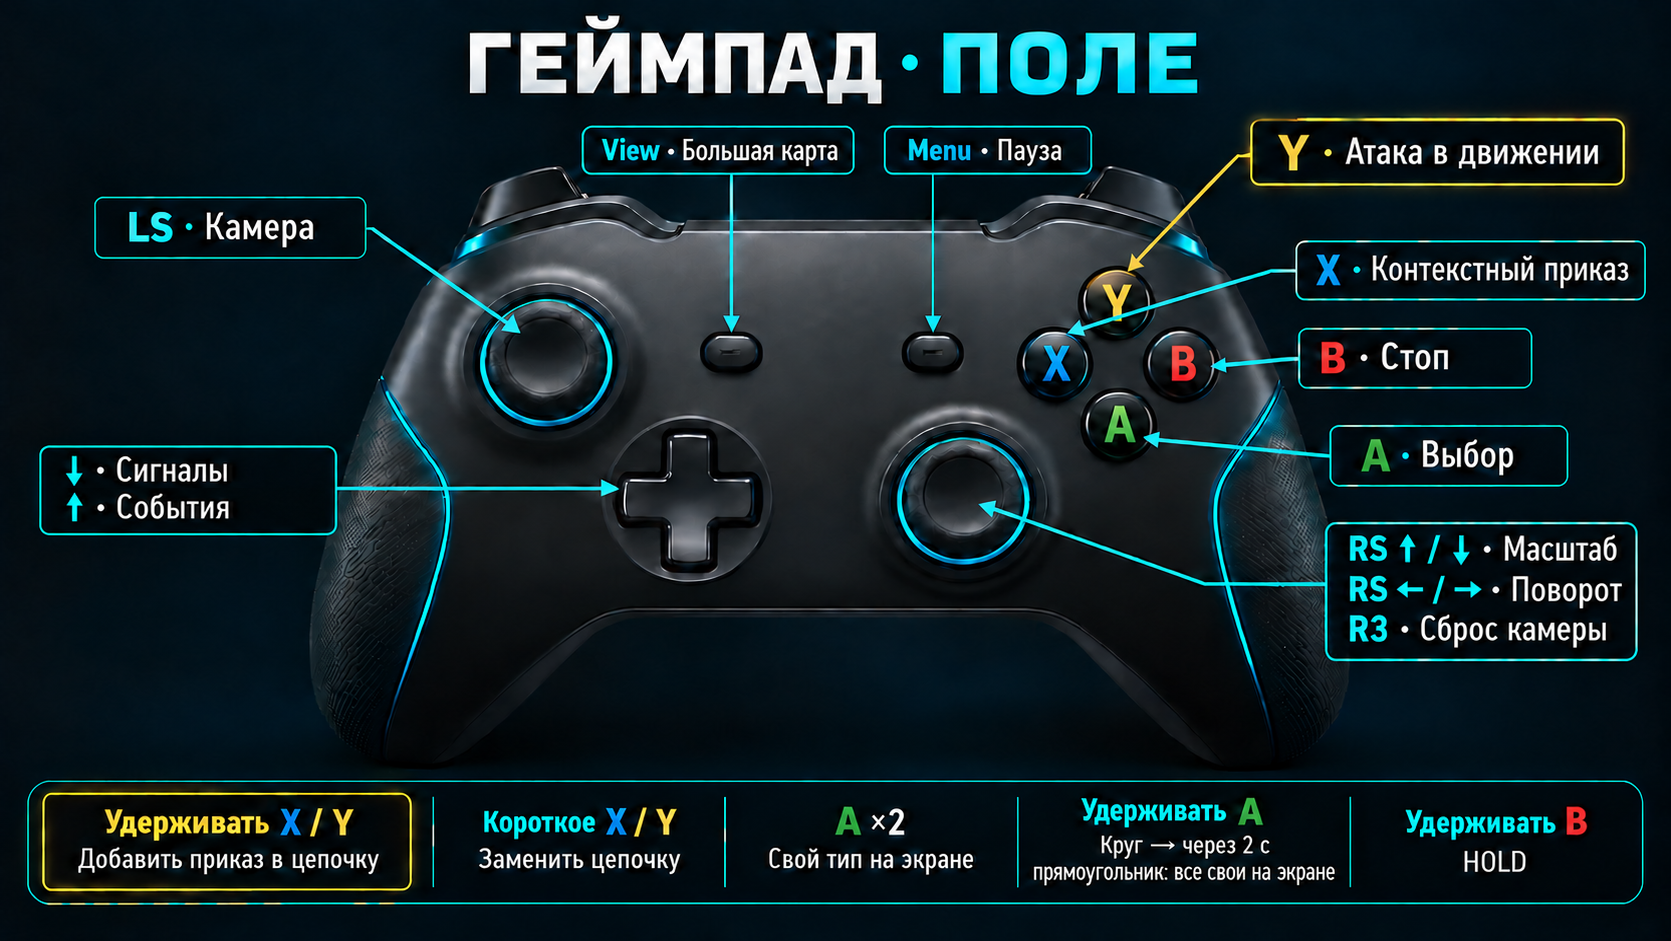 ГЕЙМПАД · ПОЛЕ
View · Большая карта
Menu · Пауза
Y · Атака в движении
LS · Камера
X · Контекстный приказ
B · Стоп
↓ · Сигналы
↑ · События
A · Выбор
RS ↑ / ↓ · Масштаб
RS ← / → · Поворот
R3 · Сброс камеры
Y
X
B
A
Удерживать X / Y
Добавить приказ в цепочку
Короткое X / Y
Заменить цепочку
A ×2
Свой тип на экране
Удерживать A
Круг → через 2 с
прямоугольник: все свои на экране
Удерживать B
HOLD